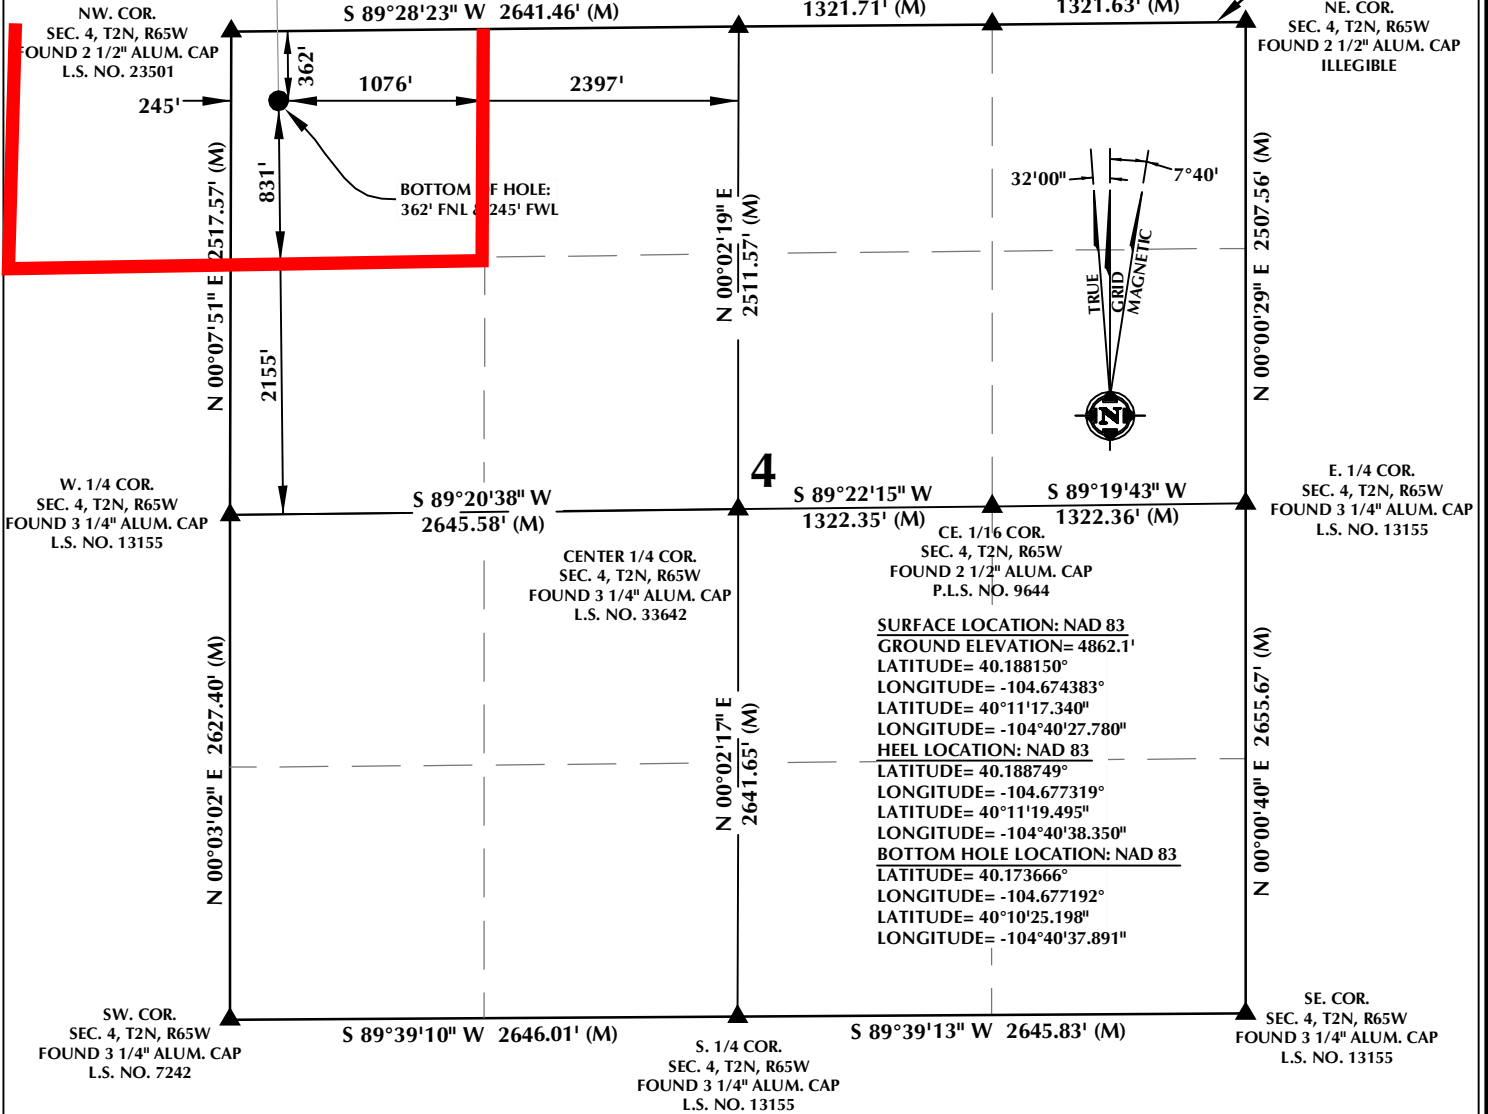 NW. COR.
SEC. 4, T2N, R65W
FOUND 2 1/2" ALUM. CAP
L.S. NO. 23501
S 89°28'23" W 2641.46' (M)
1321.71' (M)
1321.63' (M)
NE. COR.
SEC. 4, T2N, R65W
FOUND 2 1/2" ALUM. CAP
ILLEGIBLE
362'
245'
1076'
2397'
831'
BOTTOM OF HOLE:
362' FNL & 245' FWL
N 00°07'51" E 2517.57' (M)
2155'
N 00°02'19" E
2511.57' (M)
32'00"
7°40'
TRUE
GRID
MAGNETIC
N
N 00°00'29" E 2507.56' (M)
W. 1/4 COR.
SEC. 4, T2N, R65W
FOUND 3 1/4" ALUM. CAP
L.S. NO. 13155
S 89°20'38" W
2645.58' (M)
4
S 89°22'15" W
1322.35' (M)
S 89°19'43" W
1322.36' (M)
E. 1/4 COR.
SEC. 4, T2N, R65W
FOUND 3 1/4" ALUM. CAP
L.S. NO. 13155
CENTER 1/4 COR.
SEC. 4, T2N, R65W
FOUND 3 1/4" ALUM. CAP
L.S. NO. 33642
CE. 1/16 COR.
SEC. 4, T2N, R65W
FOUND 2 1/2" ALUM. CAP
P.L.S. NO. 9644
SURFACE LOCATION: NAD 83
GROUND ELEVATION= 4862.1'
LATITUDE= 40.188150°
LONGITUDE= -104.674383°
LATITUDE= 40°11'17.340"
LONGITUDE= -104°40'27.780"
HEEL LOCATION: NAD 83
LATITUDE= 40.188749°
LONGITUDE= -104.677319°
LATITUDE= 40°11'19.495"
LONGITUDE= -104°40'38.350"
BOTTOM HOLE LOCATION: NAD 83
LATITUDE= 40.173666°
LONGITUDE= -104.677192°
LATITUDE= 40°10'25.198"
LONGITUDE= -104°40'37.891"
N 00°03'02" E 2627.40' (M)
N 00°02'17" E
2641.65' (M)
N 00°00'40" E 2655.67' (M)
SW. COR.
SEC. 4, T2N, R65W
FOUND 3 1/4" ALUM. CAP
L.S. NO. 7242
S 89°39'10" W 2646.01' (M)
S. 1/4 COR.
SEC. 4, T2N, R65W
FOUND 3 1/4" ALUM. CAP
L.S. NO. 13155
S 89°39'13" W 2645.83' (M)
SE. COR.
SEC. 4, T2N, R65W
FOUND 3 1/4" ALUM. CAP
L.S. NO. 13155